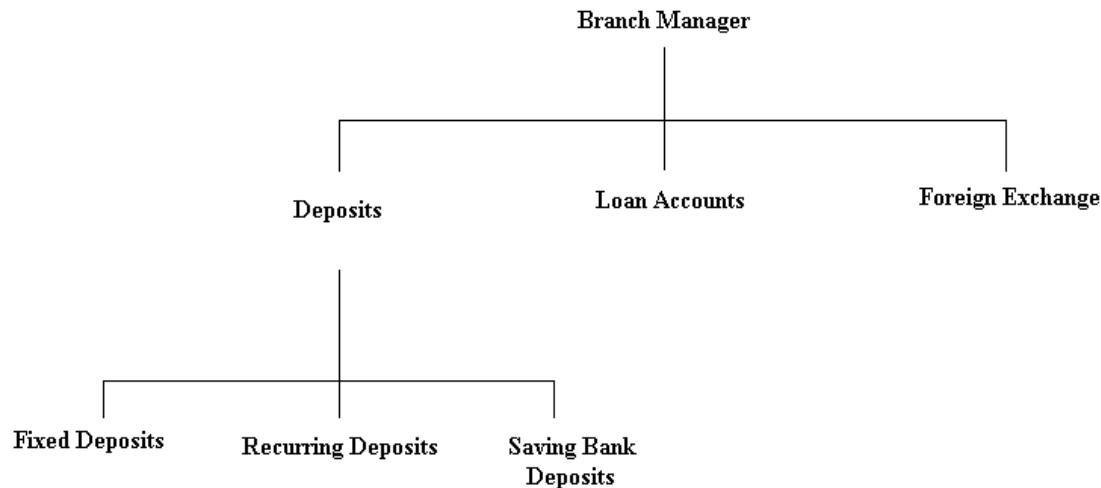 Branch Manager
Deposits
Loan Accounts
Foreign Exchange
Fixed Deposits
Recurring Deposits
Saving Bank
Deposits